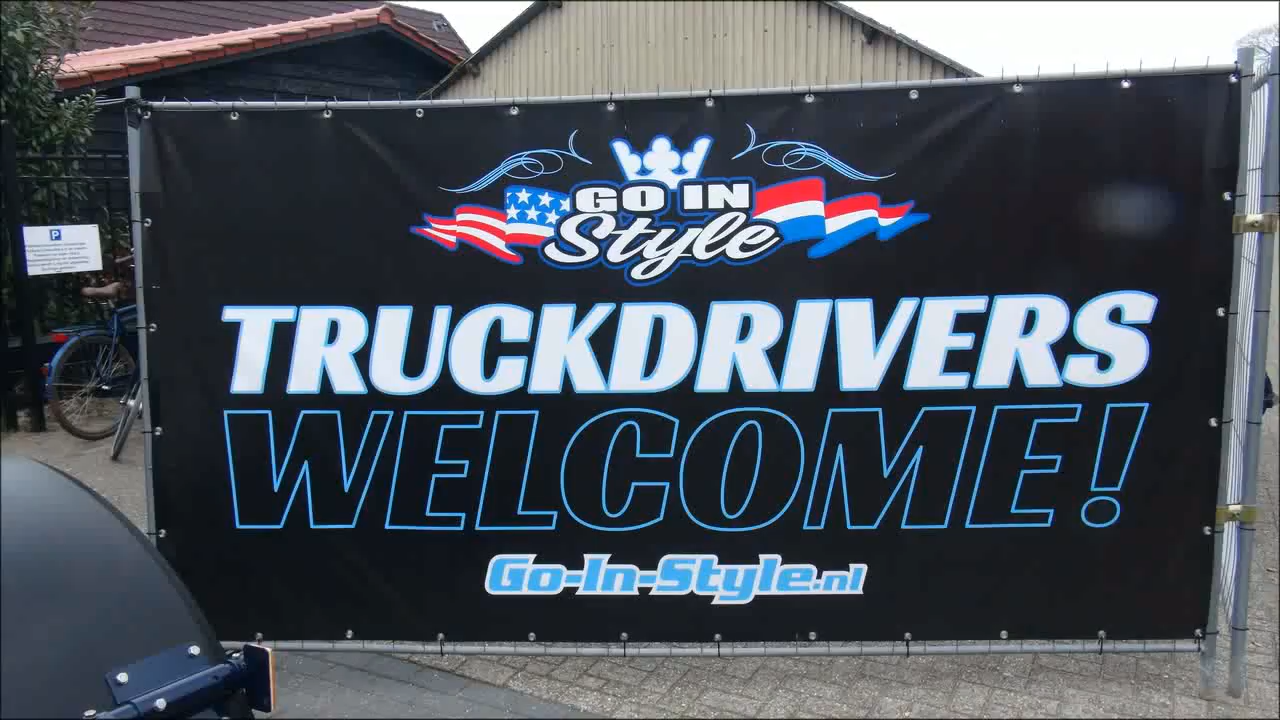 GO IN
Style
TRUCKDRIVERS
WELCOME!
Go-In-Style.nl
P